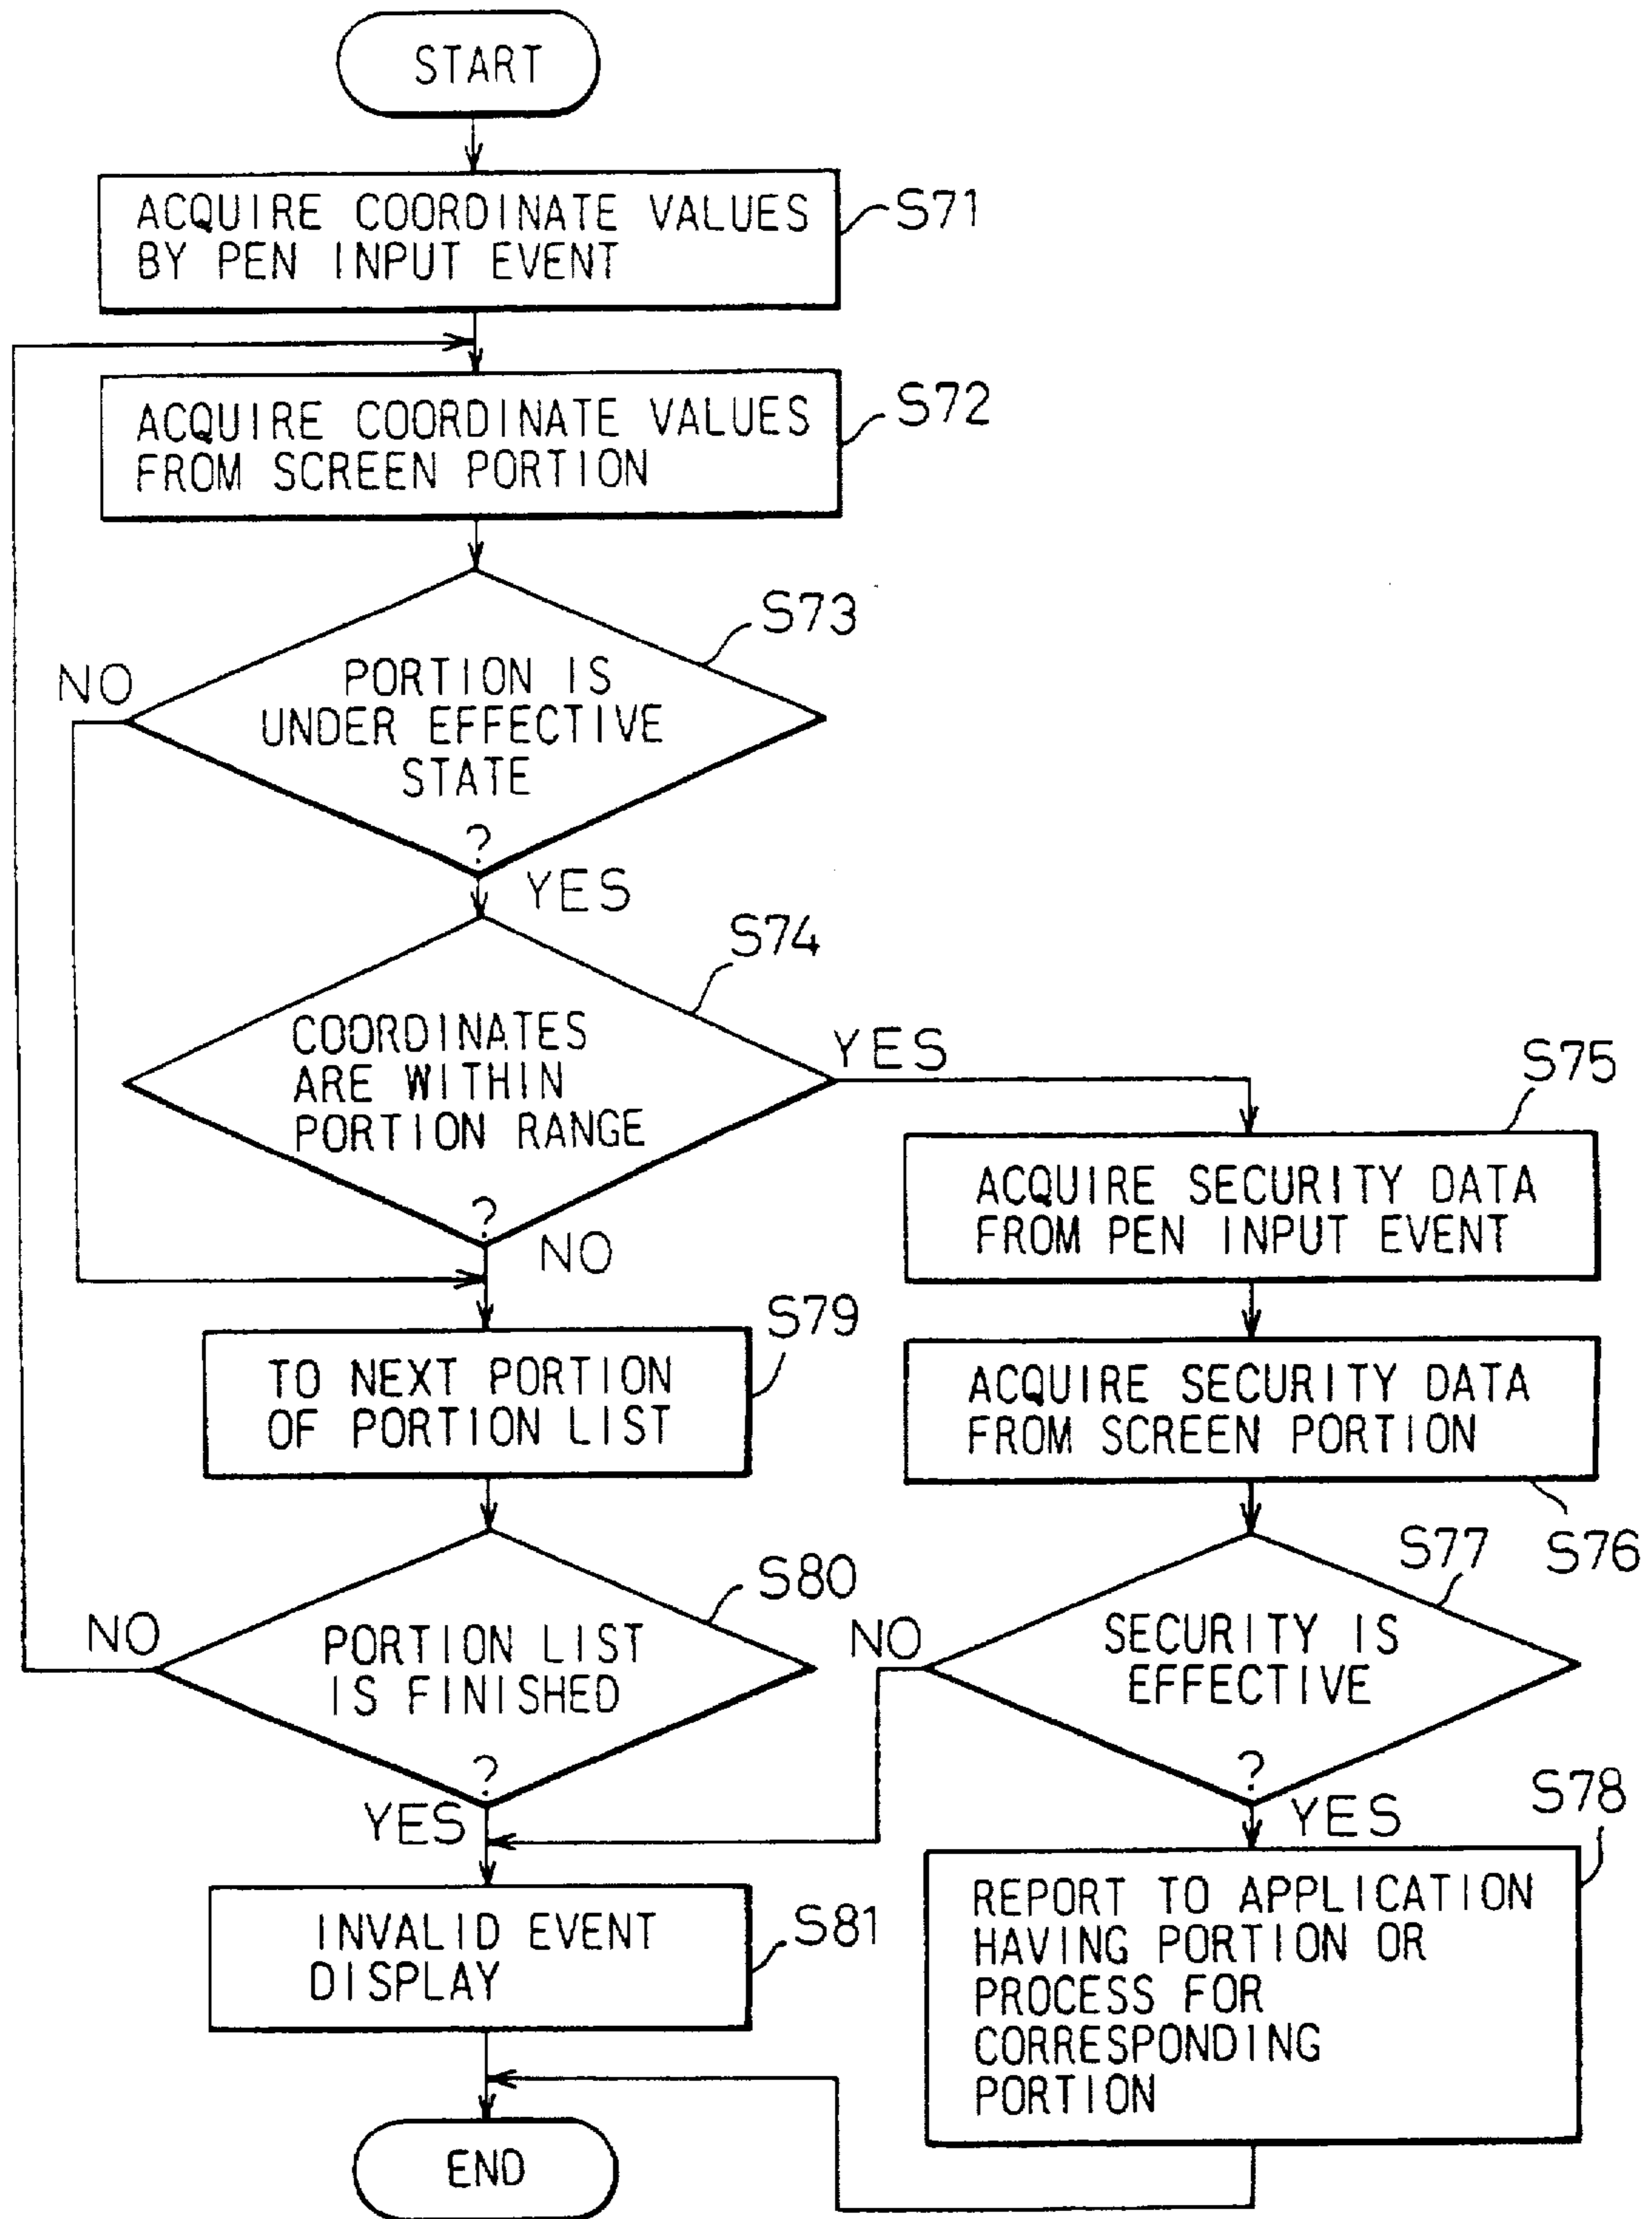 START
ACQUIRE COORDINATE VALUES
BY PEN INPUT EVENT
S71
ACQUIRE COORDINATE VALUES
FROM SCREEN PORTION
S72
S73
NO
PORTION IS
UNDER EFFECTIVE
STATE
?
YES
S74
COORDINATES
ARE WITHIN
PORTION RANGE
?
YES
NO
S75
ACQUIRE SECURITY DATA
FROM PEN INPUT EVENT
S79
TO NEXT PORTION
OF PORTION LIST
ACQUIRE SECURITY DATA
FROM SCREEN PORTION
S76
S80
NO
PORTION LIST
IS FINISHED
?
YES
S77
NO
SECURITY IS
EFFECTIVE
?
YES
S78
INVALID EVENT
DISPLAY
S81
REPORT TO APPLICATION
HAVING PORTION OR
PROCESS FOR
CORRESPONDING
PORTION
END